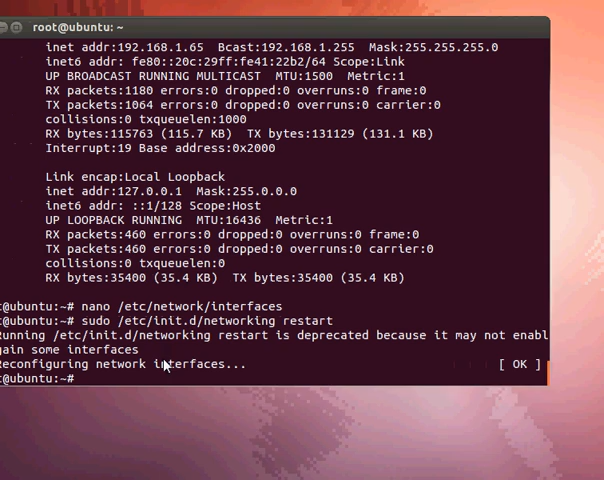 root@ubuntu: ~
inet addr:192.168.1.65  Bcast:192.168.1.255  Mask:255.255.255.0
inet6 addr: fe80::20c:29ff:fe41:22b2/64 Scope:Link
UP BROADCAST RUNNING MULTICAST  MTU:1500  Metric:1
RX packets:1180 errors:0 dropped:0 overruns:0 frame:0
TX packets:1064 errors:0 dropped:0 overruns:0 carrier:0
collisions:0 txqueuelen:1000
RX bytes:115763 (115.7 KB)  TX bytes:131129 (131.1 KB)
Interrupt:19 Base address:0x2000
Link encap:Local Loopback
inet addr:127.0.0.1  Mask:255.0.0.0
inet6 addr: ::1/128 Scope:Host
UP LOOPBACK RUNNING  MTU:16436  Metric:1
RX packets:460 errors:0 dropped:0 overruns:0 frame:0
TX packets:460 errors:0 dropped:0 overruns:0 carrier:0
collisions:0 txqueuelen:0
RX bytes:35400 (35.4 KB)  TX bytes:35400 (35.4 KB)
t@ubuntu:~# nano /etc/network/interfaces
t@ubuntu:~# sudo /etc/init.d/networking restart
Running /etc/init.d/networking restart is deprecated because it may not enabl
gain some interfaces
Reconfiguring network interfaces... [ OK ]
t@ubuntu:~#